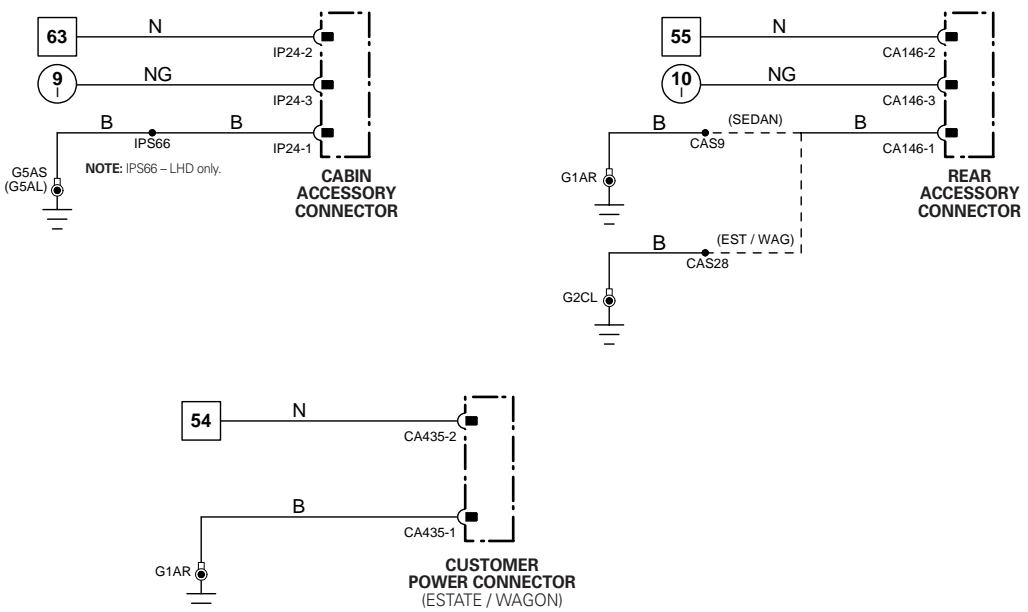 63
N
IP24-2
9
I
NG
IP24-3
B
B
IPS66
IP24-1
NOTE: IPS66 – LHD only.
G5AS
(G5AL)
CABIN
ACCESSORY
CONNECTOR
55
N
CA146-2
10
I
NG
CA146-3
B
(SEDAN)
B
CAS9
CA146-1
G1AR
REAR
ACCESSORY
CONNECTOR
B
(EST / WAG)
CAS28
G2CL
54
N
CA435-2
B
CA435-1
G1AR
CUSTOMER
POWER CONNECTOR
(ESTATE / WAGON)